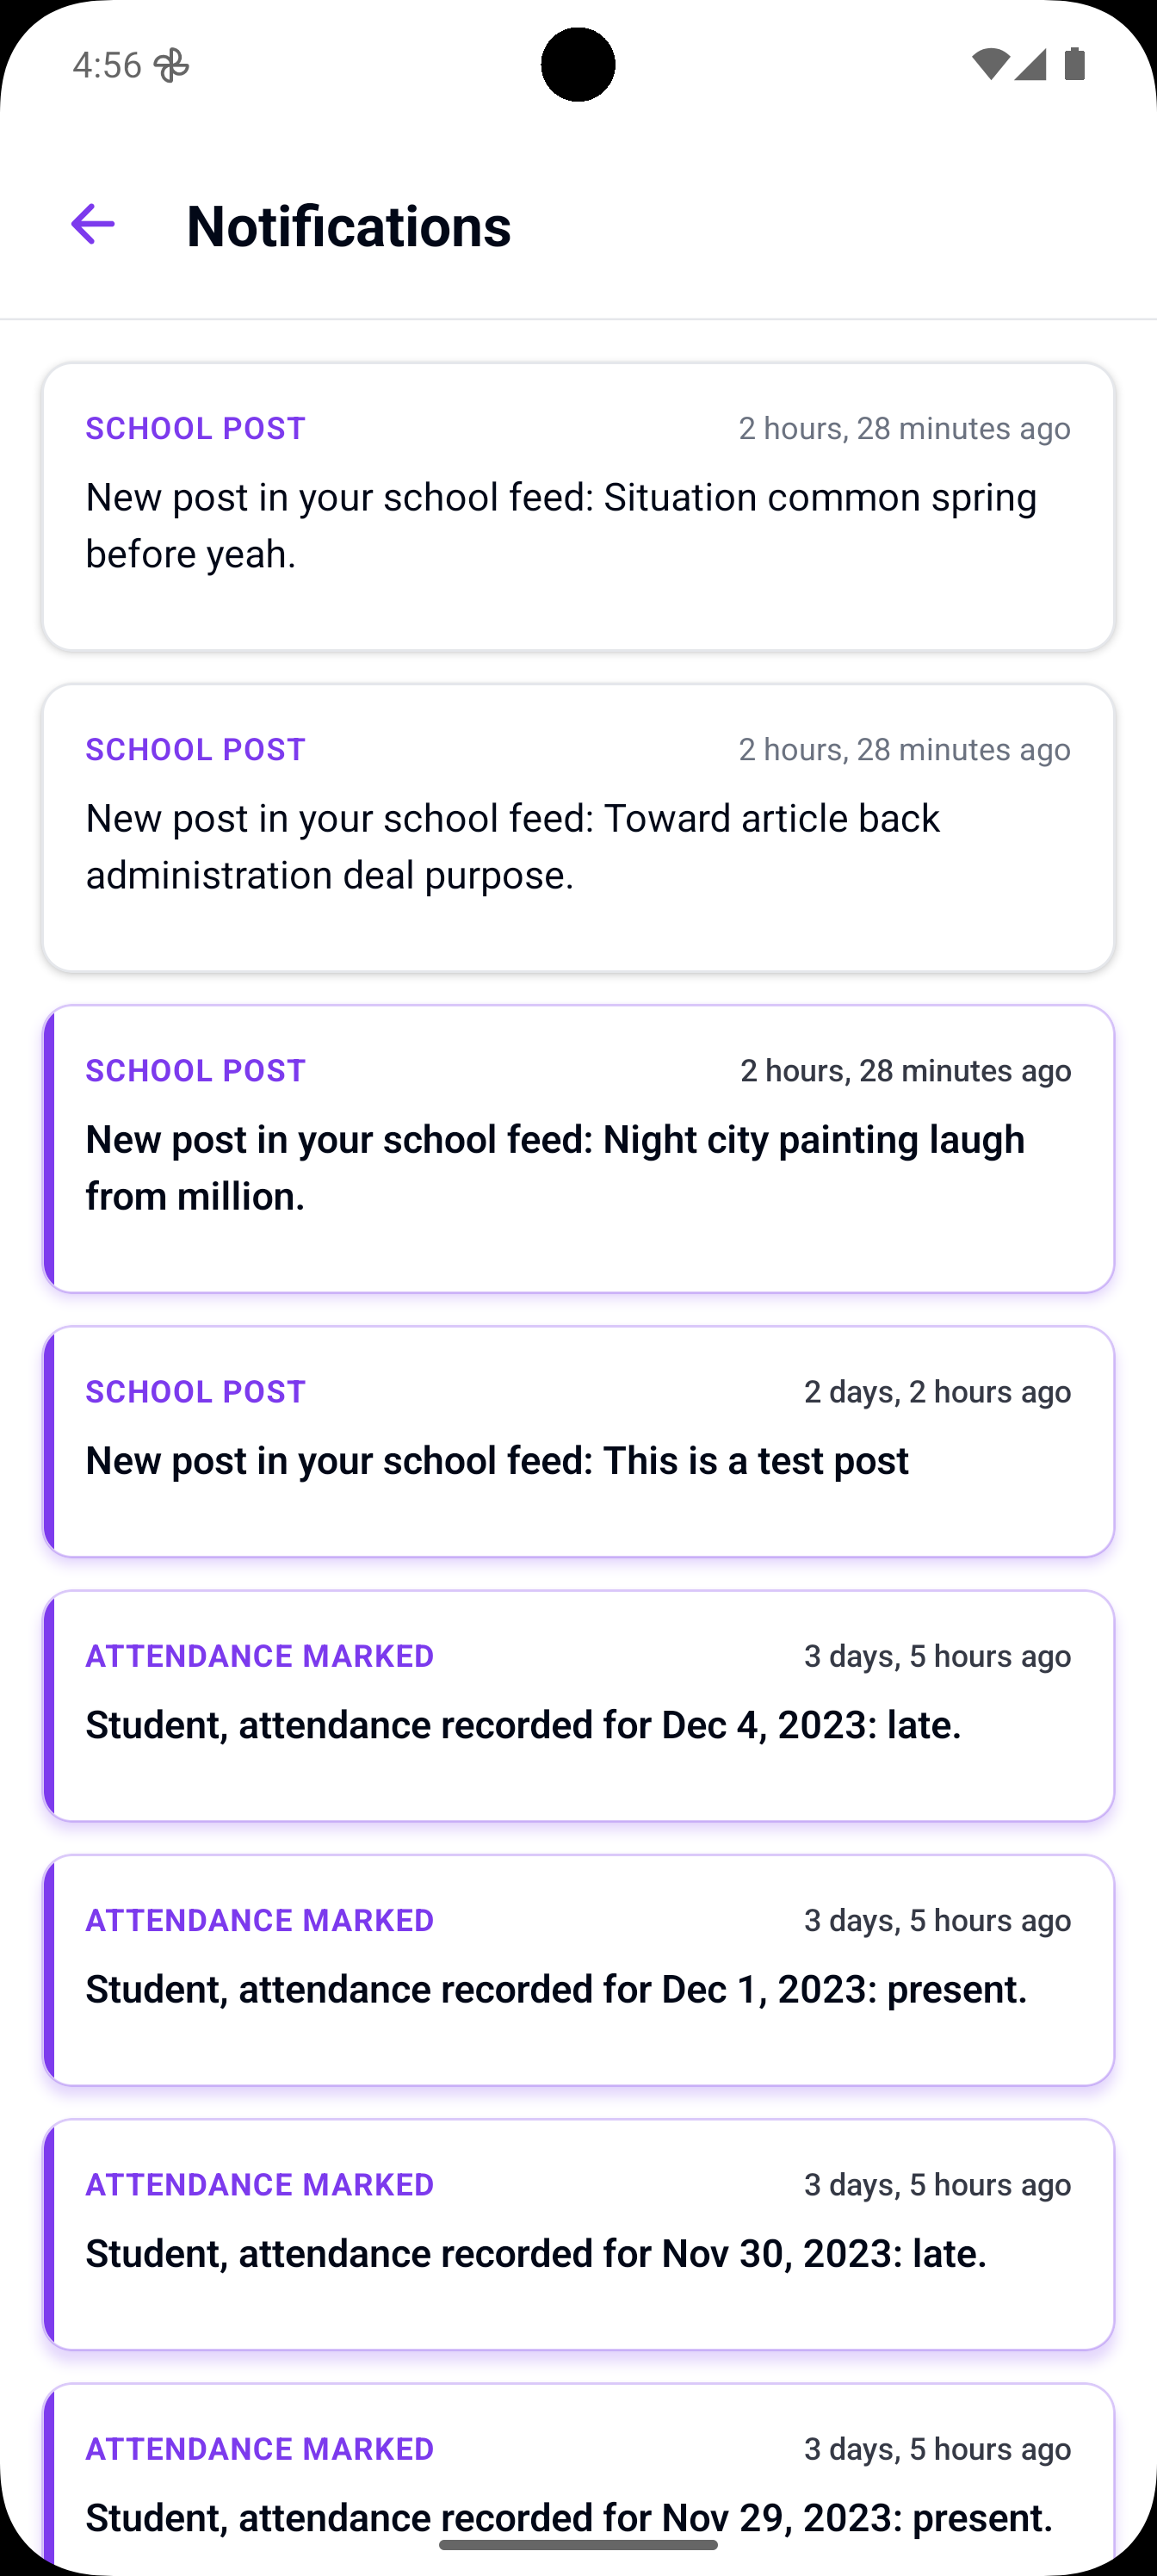 4:56
Notifications
SCHOOL POST 2 hours, 28 minutes ago
New post in your school feed: Situation common spring
before yeah.
SCHOOL POST 2 hours, 28 minutes ago
New post in your school feed: Toward article back
administration deal purpose.
SCHOOL POST 2 hours, 28 minutes ago
New post in your school feed: Night city painting laugh
from million.
SCHOOL POST 2 days, 2 hours ago
New post in your school feed: This is a test post
ATTENDANCE MARKED 3 days, 5 hours ago
Student, attendance recorded for Dec 4, 2023: late.
ATTENDANCE MARKED 3 days, 5 hours ago
Student, attendance recorded for Dec 1, 2023: present.
ATTENDANCE MARKED 3 days, 5 hours ago
Student, attendance recorded for Nov 30, 2023: late.
ATTENDANCE MARKED 3 days, 5 hours ago
Student, attendance recorded for Nov 29, 2023: present.